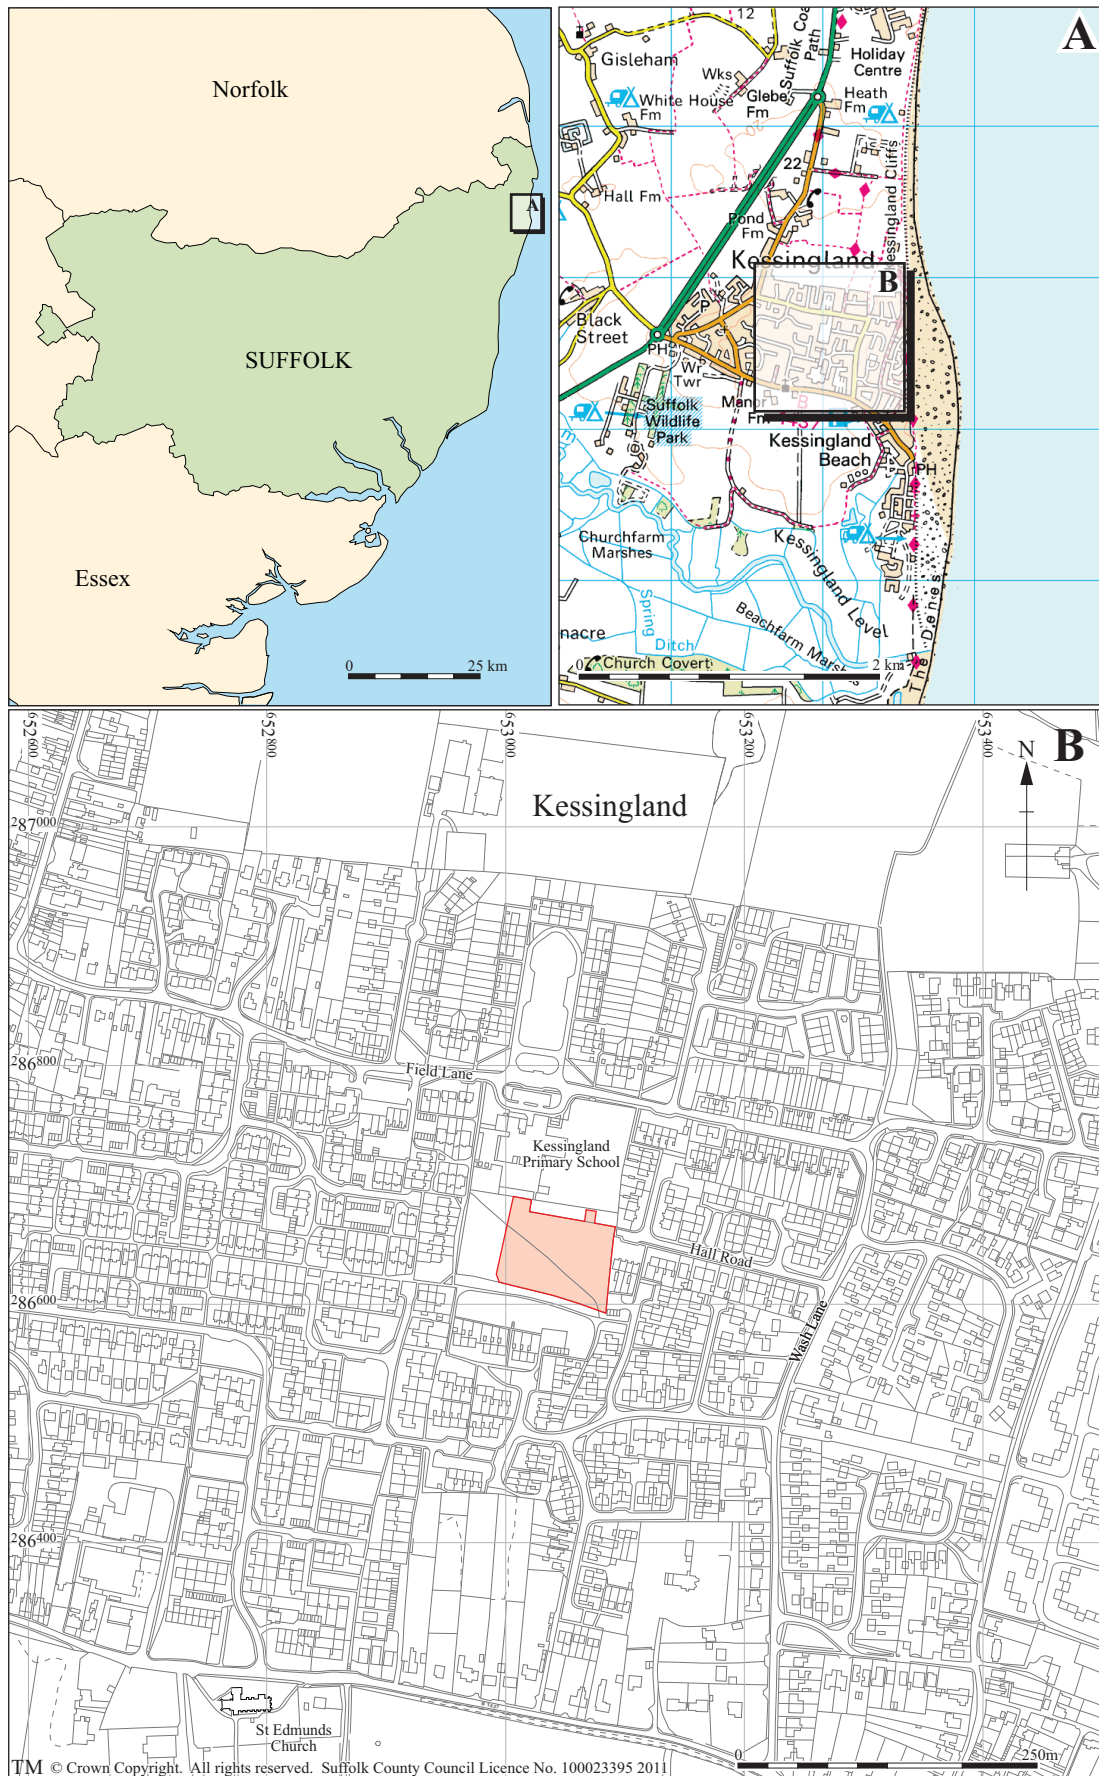 Norfolk
A
SUFFOLK
Essex
0
25 km
A
12
Suffolk Coa
Path
Holiday
Centre
Gisleham
Wks
White House
Fm
Glebe
Fm
Heath
Fm
20
22
Hall Fm
Pond
Fm
Kessingland Cliffs
Kessingland
B
P
Black
Street
PH
Wr
Twr
Manor
Fm
Suffolk
Wildlife
Park
Kessingland
Beach
PH
Churchfarm
Marshes
Kessingland Level
Spring
Ditch
Beachfarm Marshes
The Denes
nacre
Church Covert
0
2 km
B
652600
652800
653000
653200
653400
N
Kessingland
287000
286800
Field Lane
Kessingland
Primary School
Hall Road
286600
Wash Lane
286400
St Edmunds
Church
0
250m
TM © Crown Copyright. All rights reserved. Suffolk County Council Licence No. 100023395 2011